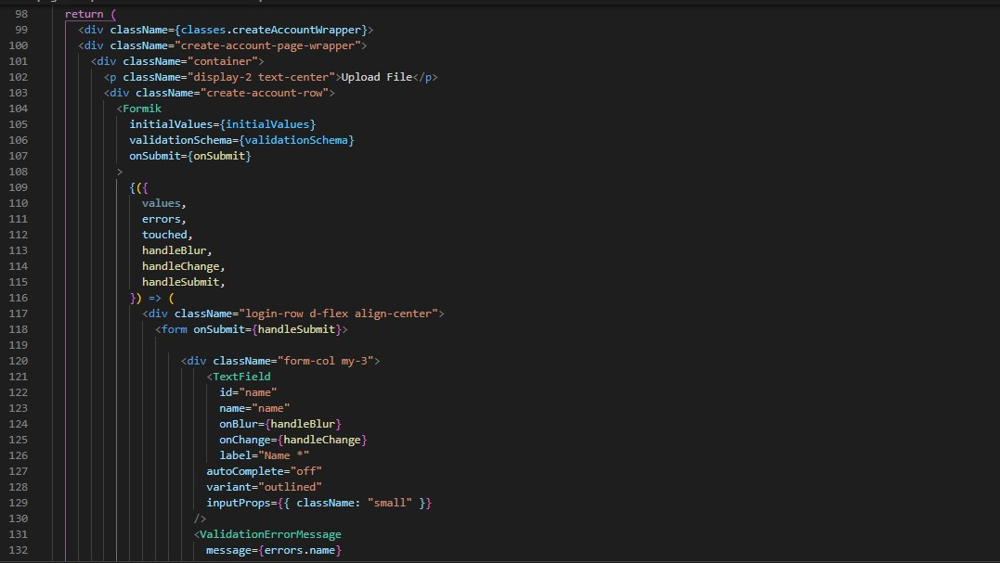 98 return (
99 <div className={classes.createAccountWrapper}>
100 <div className="create-account-page-wrapper">
101 <div className="container">
102 <p className="display-2 text-center">Upload File</p>
103 <div className="create-account-row">
104 <Formik
105 initialValues={initialValues}
106 validationSchema={validationSchema}
107 onSubmit={onSubmit}
108 >
109 {({
110 values,
111 errors,
112 touched,
113 handleBlur,
114 handleChange,
115 handleSubmit,
116 }) => (
117 <div className="login-row d-flex align-center">
118 <form onSubmit={handleSubmit}>
119
120 <div className="form-col my-3">
121 <TextField
122 id="name"
123 name="name"
124 onBlur={handleBlur}
125 onChange={handleChange}
126 label="Name *"
127 autoComplete="off"
128 variant="outlined"
129 inputProps={{ className: "small" }}
130 />
131 <ValidationErrorMessage
132 message={errors.name}